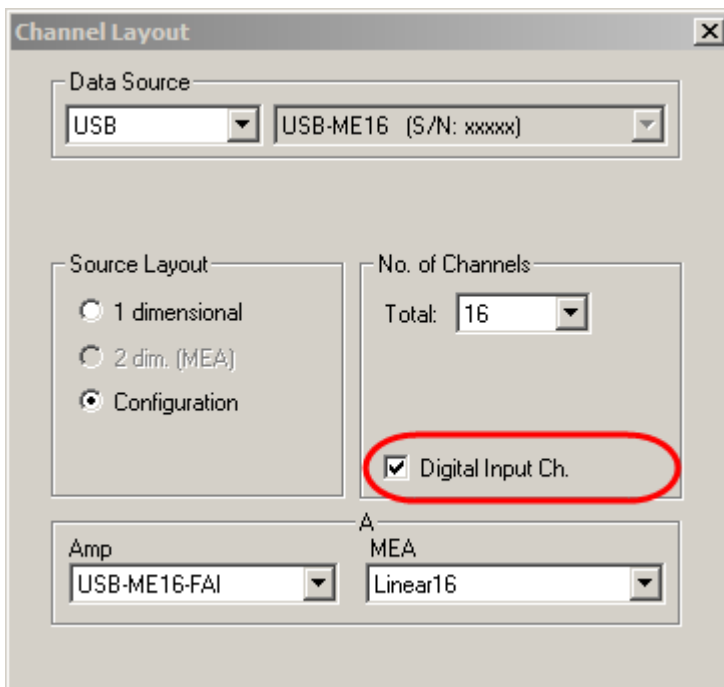 Channel Layout
Data Source
USB
USB-ME16 (S/N: xxxxx)
Source Layout
1 dimensional
2 dim. (MEA)
Configuration
No. of Channels
Total: 16
Digital Input Ch.
A
Amp
USB-ME16-FAI
MEA
Linear16